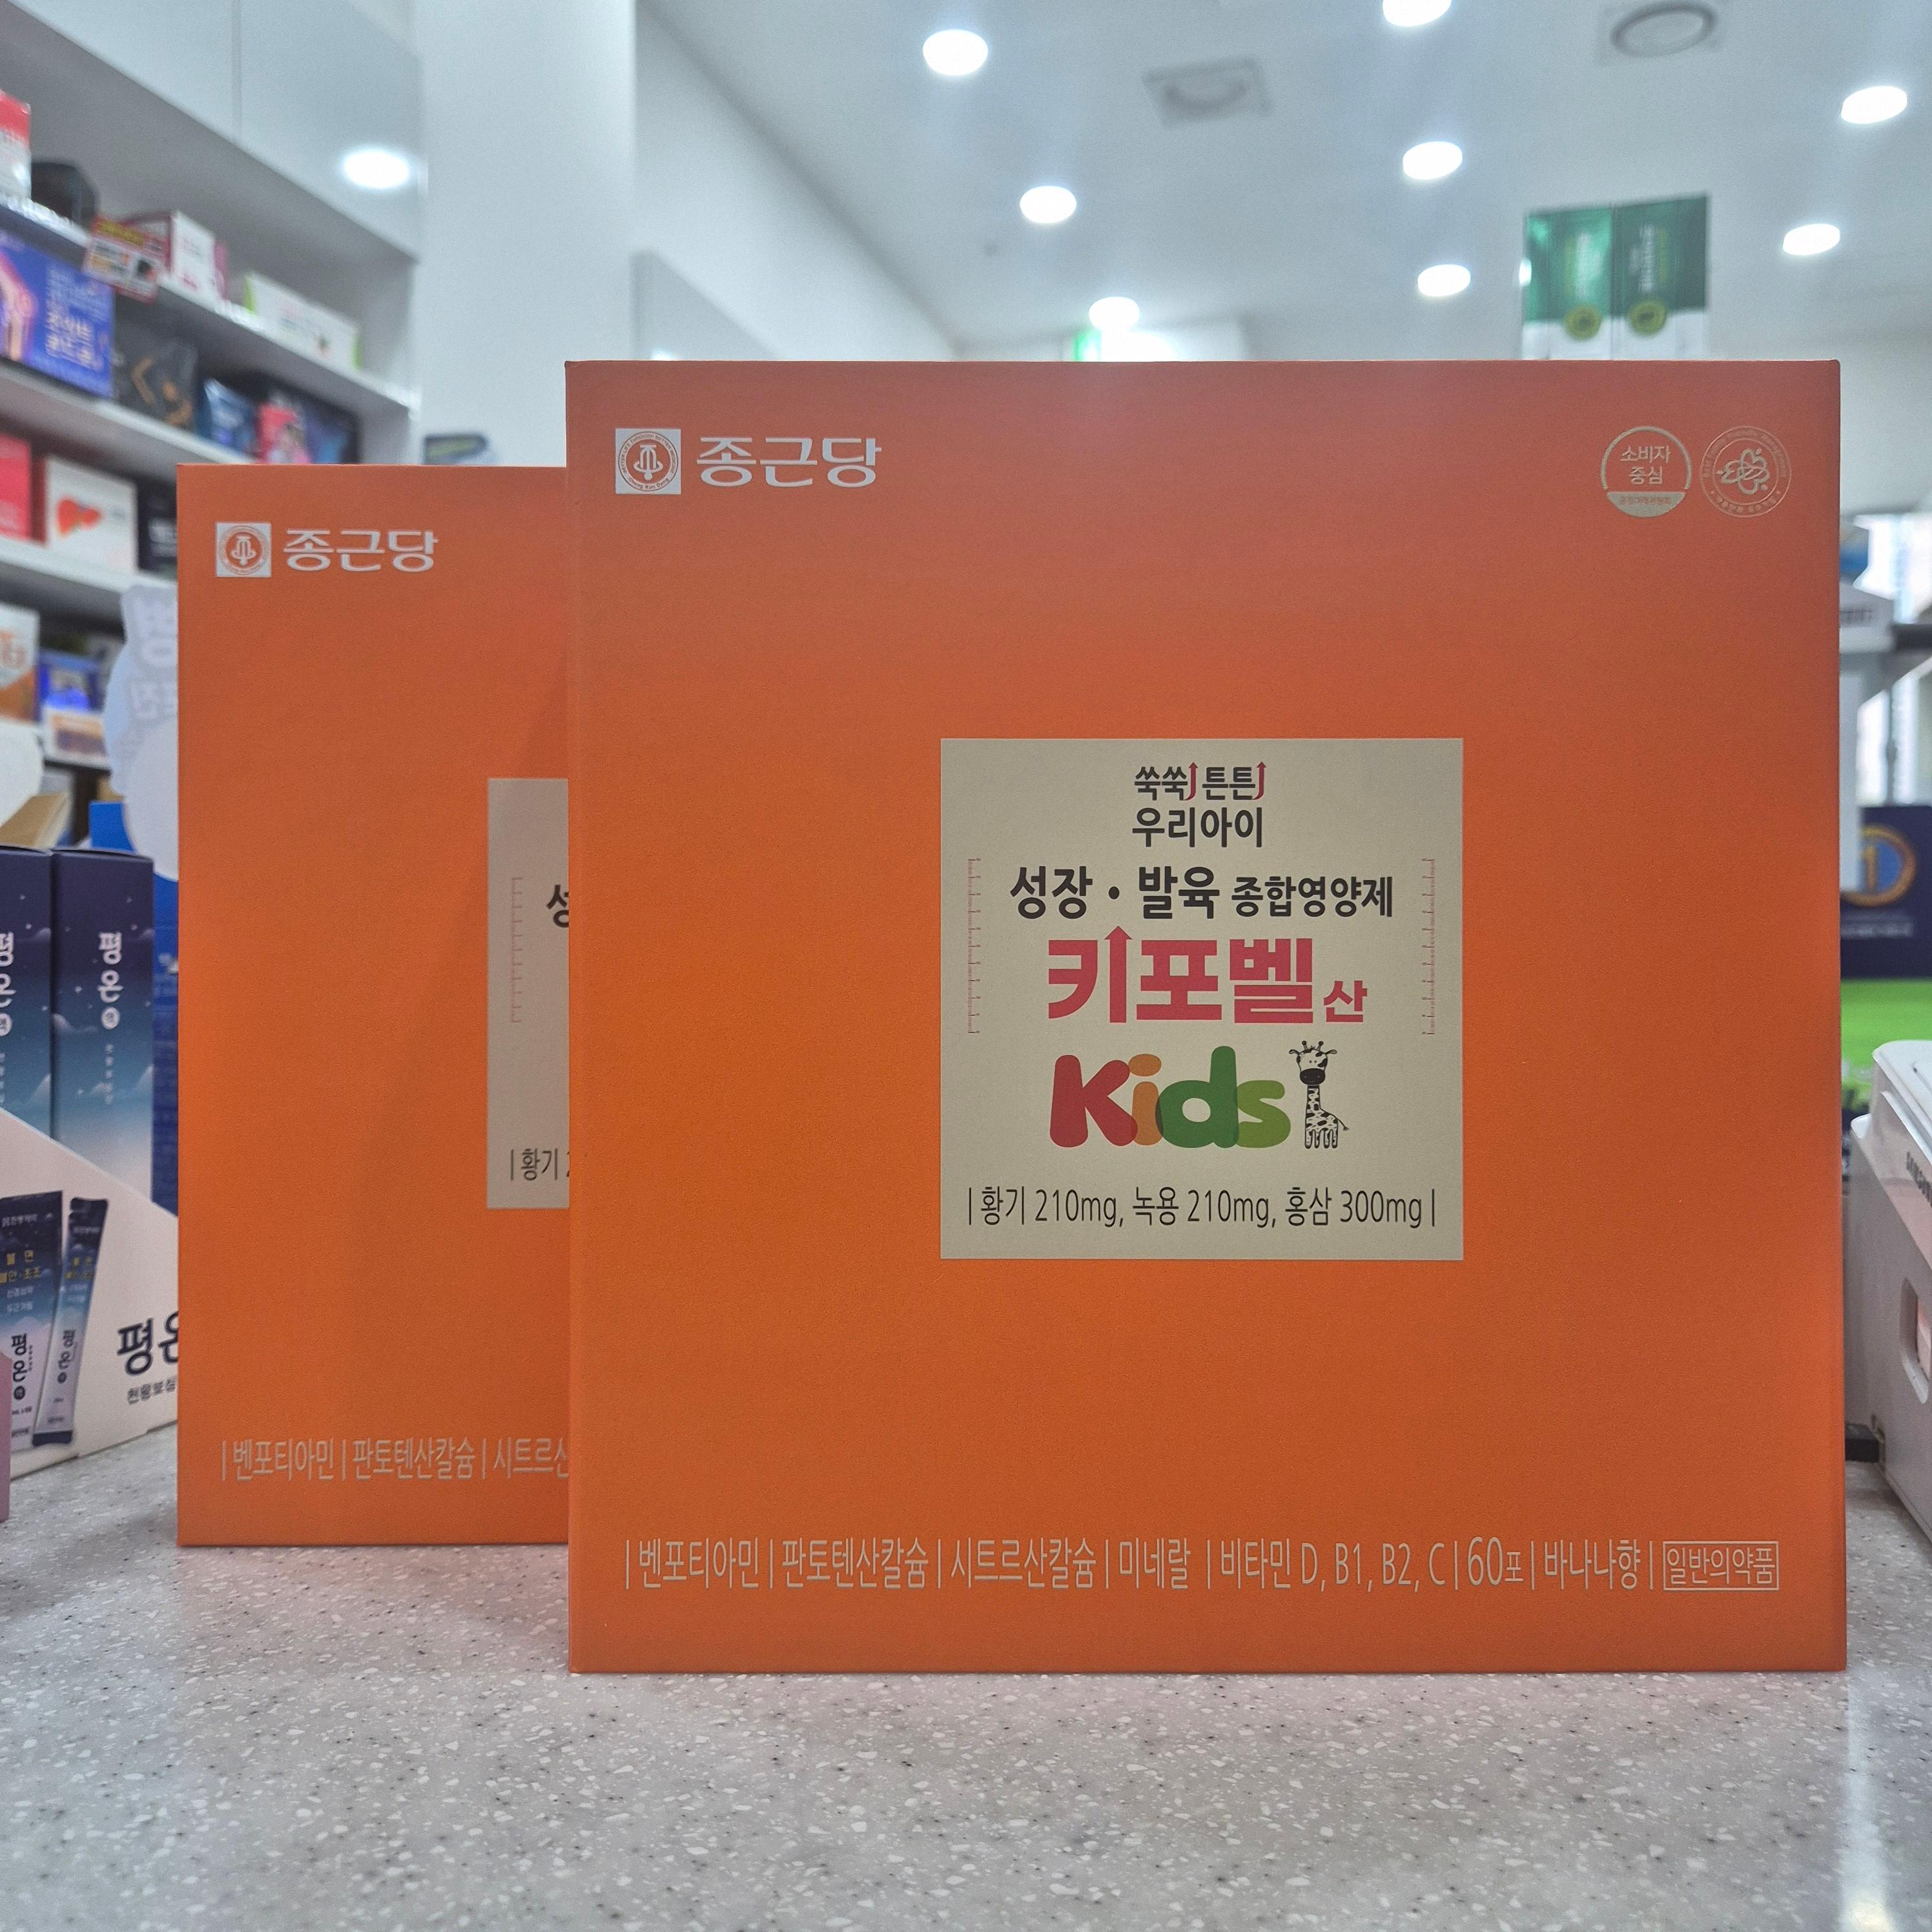 종근당
소비자
중심
쑥쑥 튼튼
우리아이
성장·발육 종합영양제
키포벨산
Kids
| 황기 210mg, 녹용 210mg, 홍삼 300mg |
| 벤포티아민 | 판토텐산칼슘 | 시트르산칼슘 | 미네랄 | 비타민 D, B1, B2, C | 60포 | 바나나향 | 일반의약품
종근당
성
| 황기
| 벤포티아민 | 판토텐산칼슘 | 시트르산
평온
평온
평온
평온